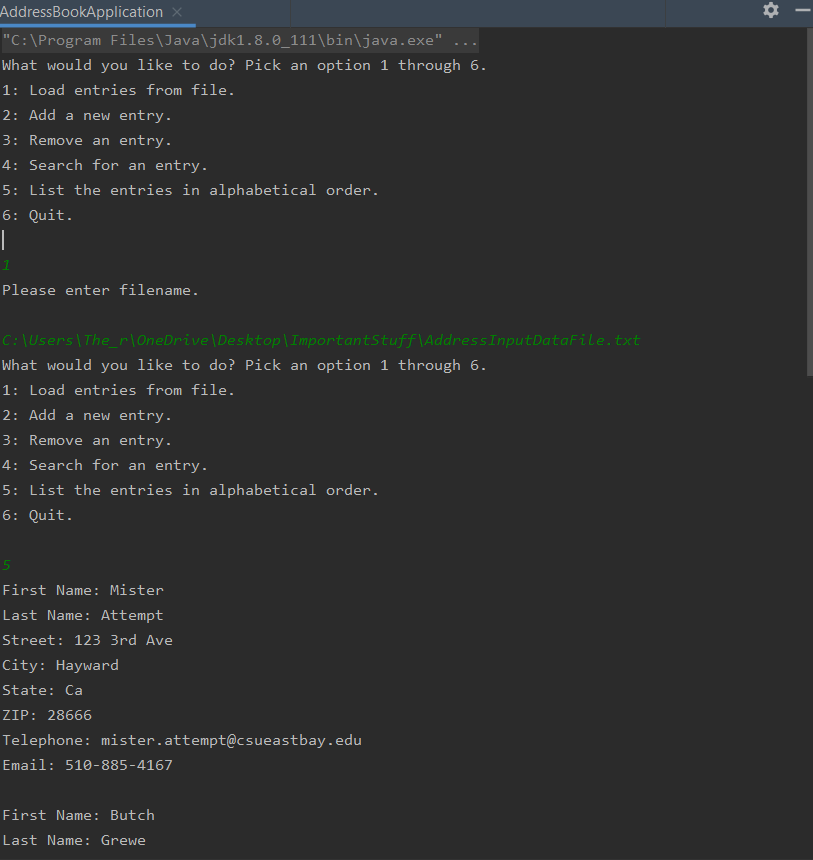 AddressBookApplication
"C:\Program Files\Java\jdk1.8.0_111\bin\java.exe" ...
What would you like to do? Pick an option 1 through 6.
1: Load entries from file.
2: Add a new entry.
3: Remove an entry.
4: Search for an entry.
5: List the entries in alphabetical order.
6: Quit.
1
Please enter filename.
C:\Users\The_r\OneDrive\Desktop\ImportantStuff\AddressInputDataFile.txt
What would you like to do? Pick an option 1 through 6.
1: Load entries from file.
2: Add a new entry.
3: Remove an entry.
4: Search for an entry.
5: List the entries in alphabetical order.
6: Quit.
5
First Name: Mister
Last Name: Attempt
Street: 123 3rd Ave
City: Hayward
State: Ca
ZIP: 28666
Telephone: mister.attempt@csueastbay.edu
Email: 510-885-4167
First Name: Butch
Last Name: Grewe